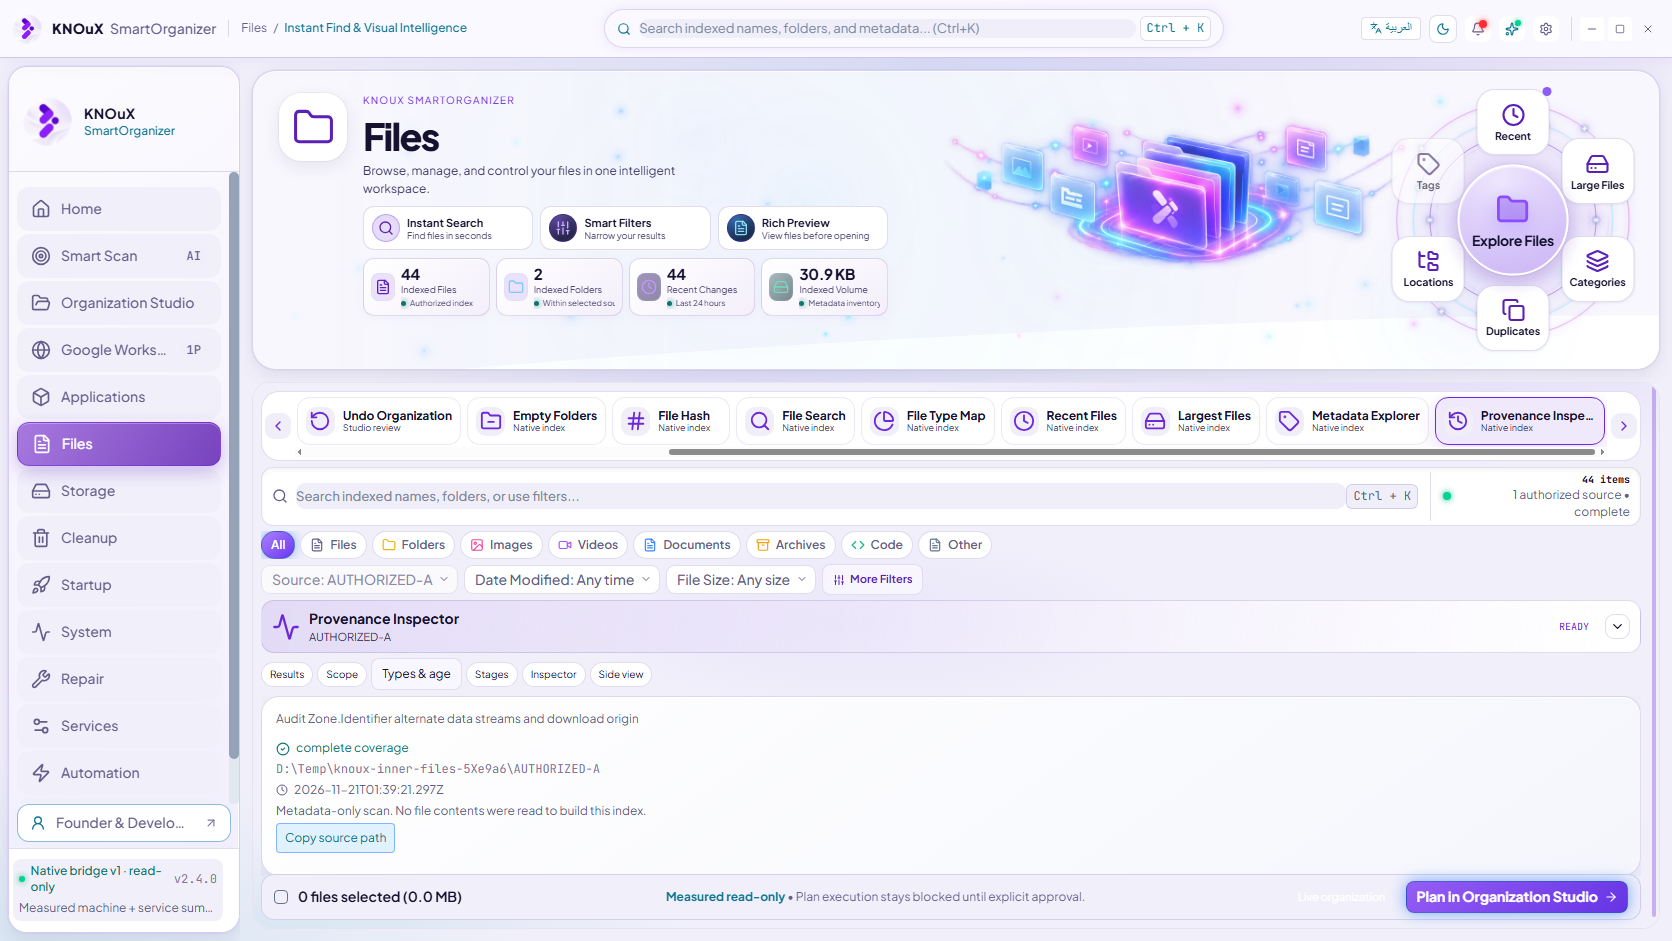 KNOuX SmartOrganizer
Files / Instant Find & Visual Intelligence
Search indexed names, folders, and metadata... (Ctrl+K)
Ctrl + K
العربية
KNOuX
SmartOrganizer
Home
Smart Scan AI
Organization Studio
Google Works... 1P
Applications
Files
Storage
Cleanup
Startup
System
Repair
Services
Automation
Founder & Develo...
Native bridge v1 · read-only
v2.4.0
Measured machine + service sum...
KNOUX SMARTORGANIZER
Files
Browse, manage, and control your files in one intelligent
workspace.
Instant Search
Find files in seconds
Smart Filters
Narrow your results
Rich Preview
View files before opening
44
Indexed Files
Authorized index
2
Indexed Folders
Within selected sou
44
Recent Changes
Last 24 hours
30.9 KB
Indexed Volume
Metadata inventory
Recent
Tags
Large Files
Explore Files
Locations
Categories
Duplicates
Undo Organization
Studio review
Empty Folders
Native index
File Hash
Native index
File Search
Native index
File Type Map
Native index
Recent Files
Native index
Largest Files
Native index
Metadata Explorer
Native index
Provenance Inspe...
Native index
Search indexed names, folders, or use filters...
Ctrl + K
44 items
1 authorized source •
complete
All
Files
Folders
Images
Videos
Documents
Archives
Code
Other
Source: AUTHORIZED-A
Date Modified: Any time
File Size: Any size
More Filters
Provenance Inspector
AUTHORIZED-A
READY
Results
Scope
Types & age
Stages
Inspector
Side view
Audit Zone.Identifier alternate data streams and download origin
complete coverage
D:\Temp\knoux-inner-files-5Xe9a6\AUTHORIZED-A
2026-11-21T01:39:21.297Z
Metadata-only scan. No file contents were read to build this index.
Copy source path
0 files selected (0.0 MB)
Measured read-only • Plan execution stays blocked until explicit approval.
Live organization
Plan in Organization Studio